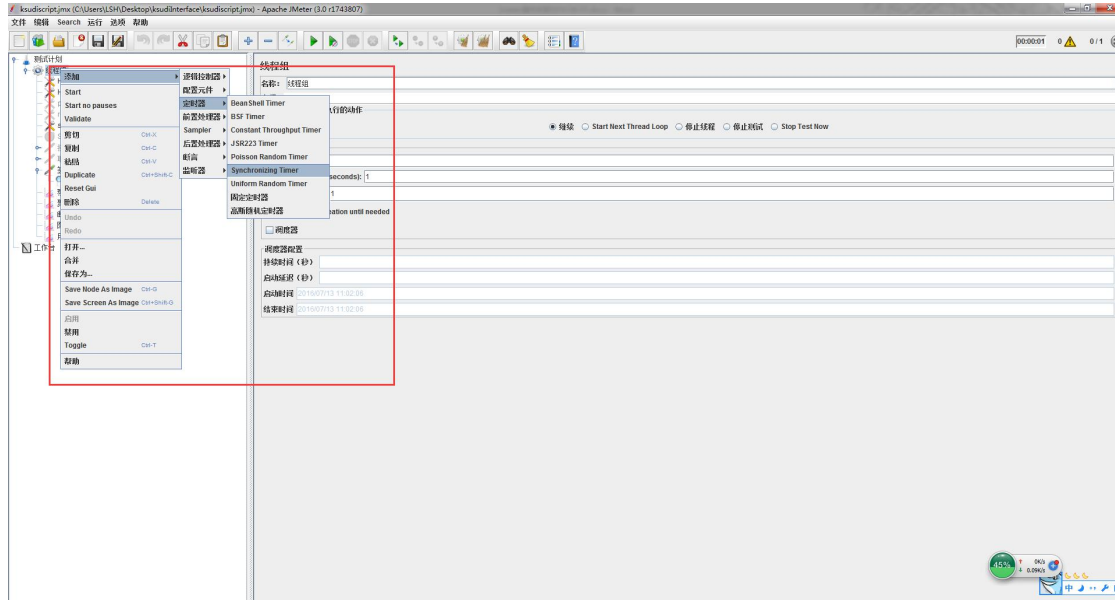 ksudiscript.jmx (C:\Users\LSH\Desktop\ksudiInterface\ksudiscript.jmx) - Apache JMeter (3.0 r1743807)
文件 编辑 Search 运行 选项 帮助
00:00:01 0 0 / 1
测试计划
线程组
添加
Start
Start no pauses
Validate
剪切 Ctrl-X
复制 Ctrl-C
粘贴 Ctrl-V
Duplicate Ctrl+Shift-C
Reset Gui
删除 Delete
Undo
Redo
打开...
合并
保存为...
Save Node As Image Ctrl-G
Save Screen As Image Ctrl+Shift-G
启用
禁用
Toggle Ctrl-T
帮助
工作台
逻辑控制器
配置元件
定时器
前置处理器
Sampler
后置处理器
断言
监听器
BeanShell Timer
BSF Timer
Constant Throughput Timer
JSR223 Timer
Poisson Random Timer
Synchronizing Timer
Uniform Random Timer
固定定时器
高斯随机定时器
线程组
名称: 线程组
执行的动作
继续 Start Next Thread Loop 停止线程 停止测试 Stop Test Now
seconds): 1
1
eation until needed
调度器
调度器配置
持续时间 (秒)
启动延迟 (秒)
启动时间 2016/07/13 11:02:08
结束时间 2016/07/13 11:02:08
45% 0K/s
0.09K/s
中